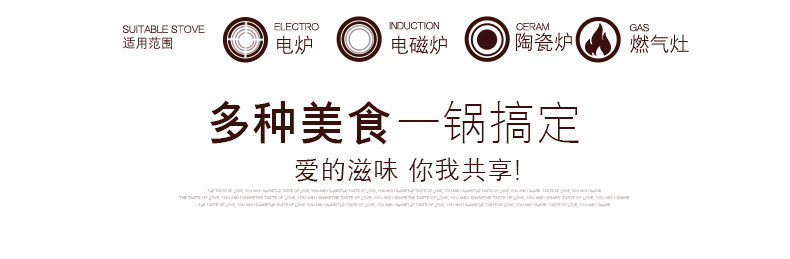 SUITABLE STOVE
适用范围
ELECTRO
电炉
INDUCTION
电磁炉
CERAM
陶瓷炉
GAS
燃气灶
多种美食一锅搞定
爱的滋味 你我共享!